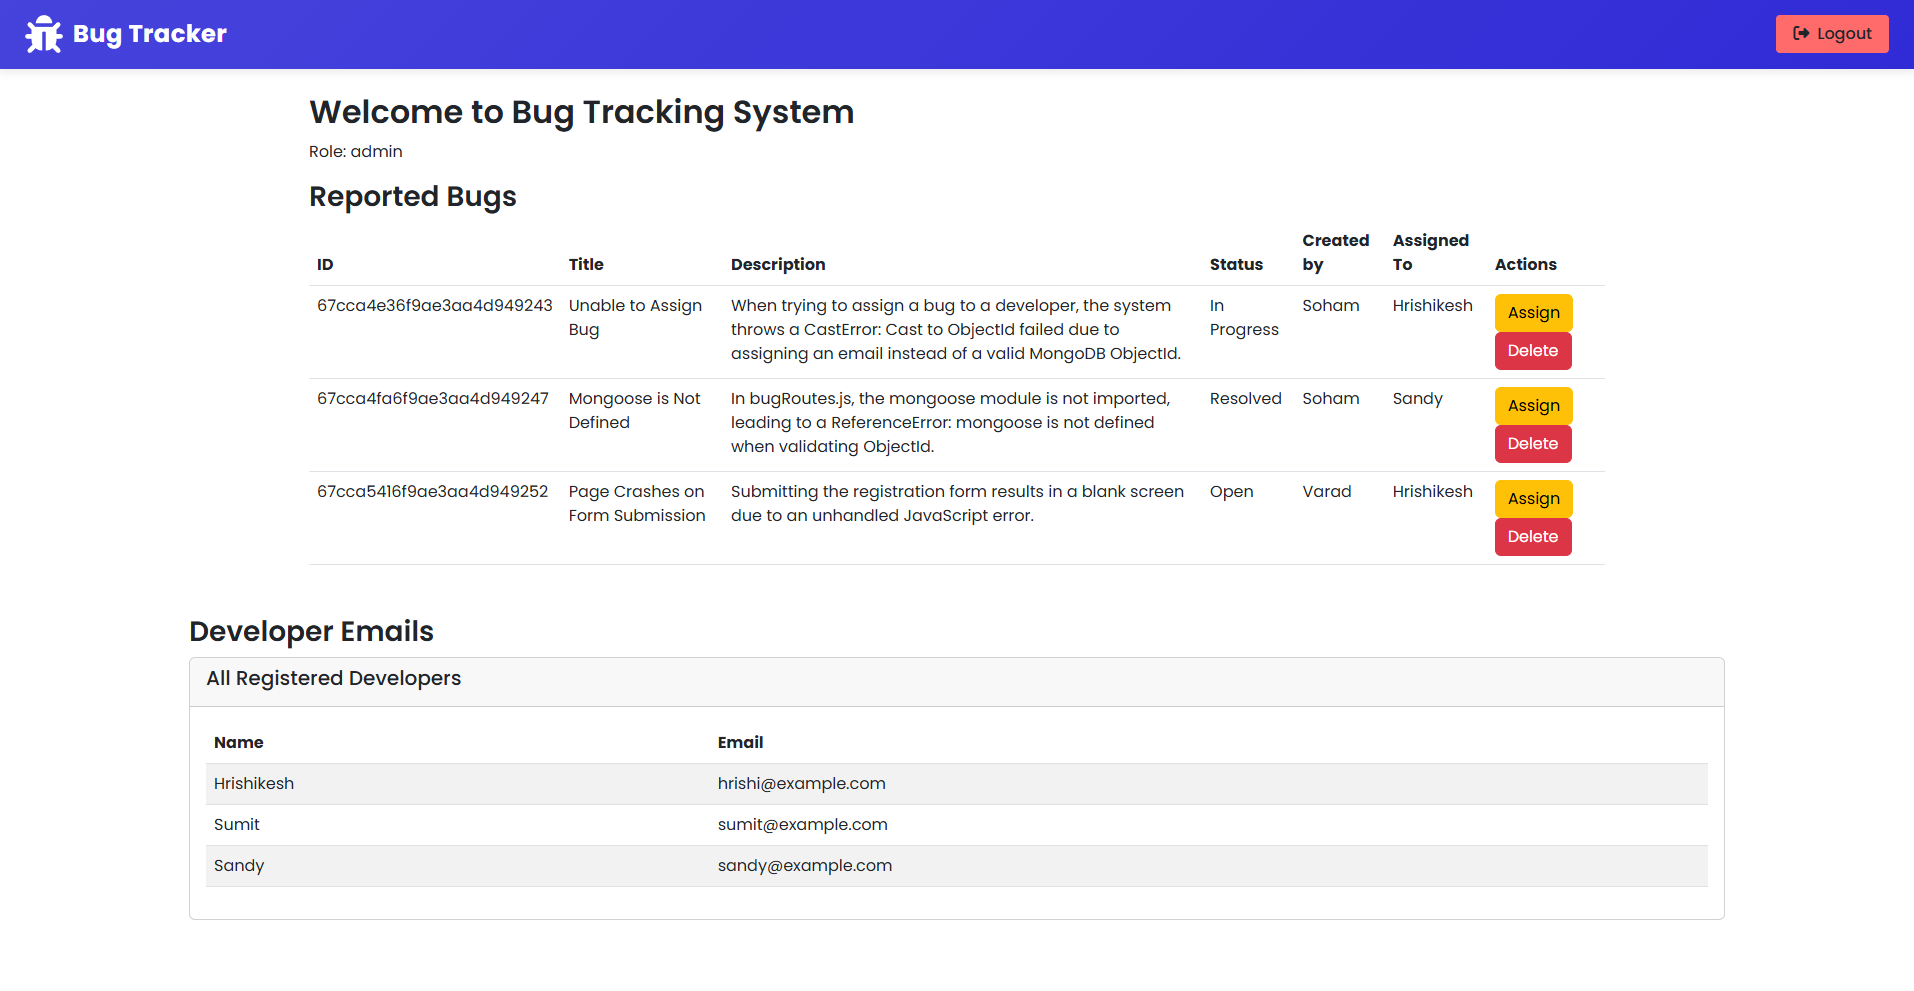 Bug Tracker
Logout
Welcome to Bug Tracking System
Role: admin
Reported Bugs
ID Title Description Status Created by Assigned To Actions
67cca4e36f9ae3aa4d949243 Unable to Assign Bug When trying to assign a bug to a developer, the system throws a CastError: Cast to ObjectId failed due to assigning an email instead of a valid MongoDB ObjectId. In Progress Soham Hrishikesh Assign Delete
67cca4fa6f9ae3aa4d949247 Mongoose is Not Defined In bugRoutes.js, the mongoose module is not imported, leading to a ReferenceError: mongoose is not defined when validating ObjectId. Resolved Soham Sandy Assign Delete
67cca5416f9ae3aa4d949252 Page Crashes on Form Submission Submitting the registration form results in a blank screen due to an unhandled JavaScript error. Open Varad Hrishikesh Assign Delete
Developer Emails
All Registered Developers
Name Email
Hrishikesh hrishi@example.com
Sumit sumit@example.com
Sandy sandy@example.com